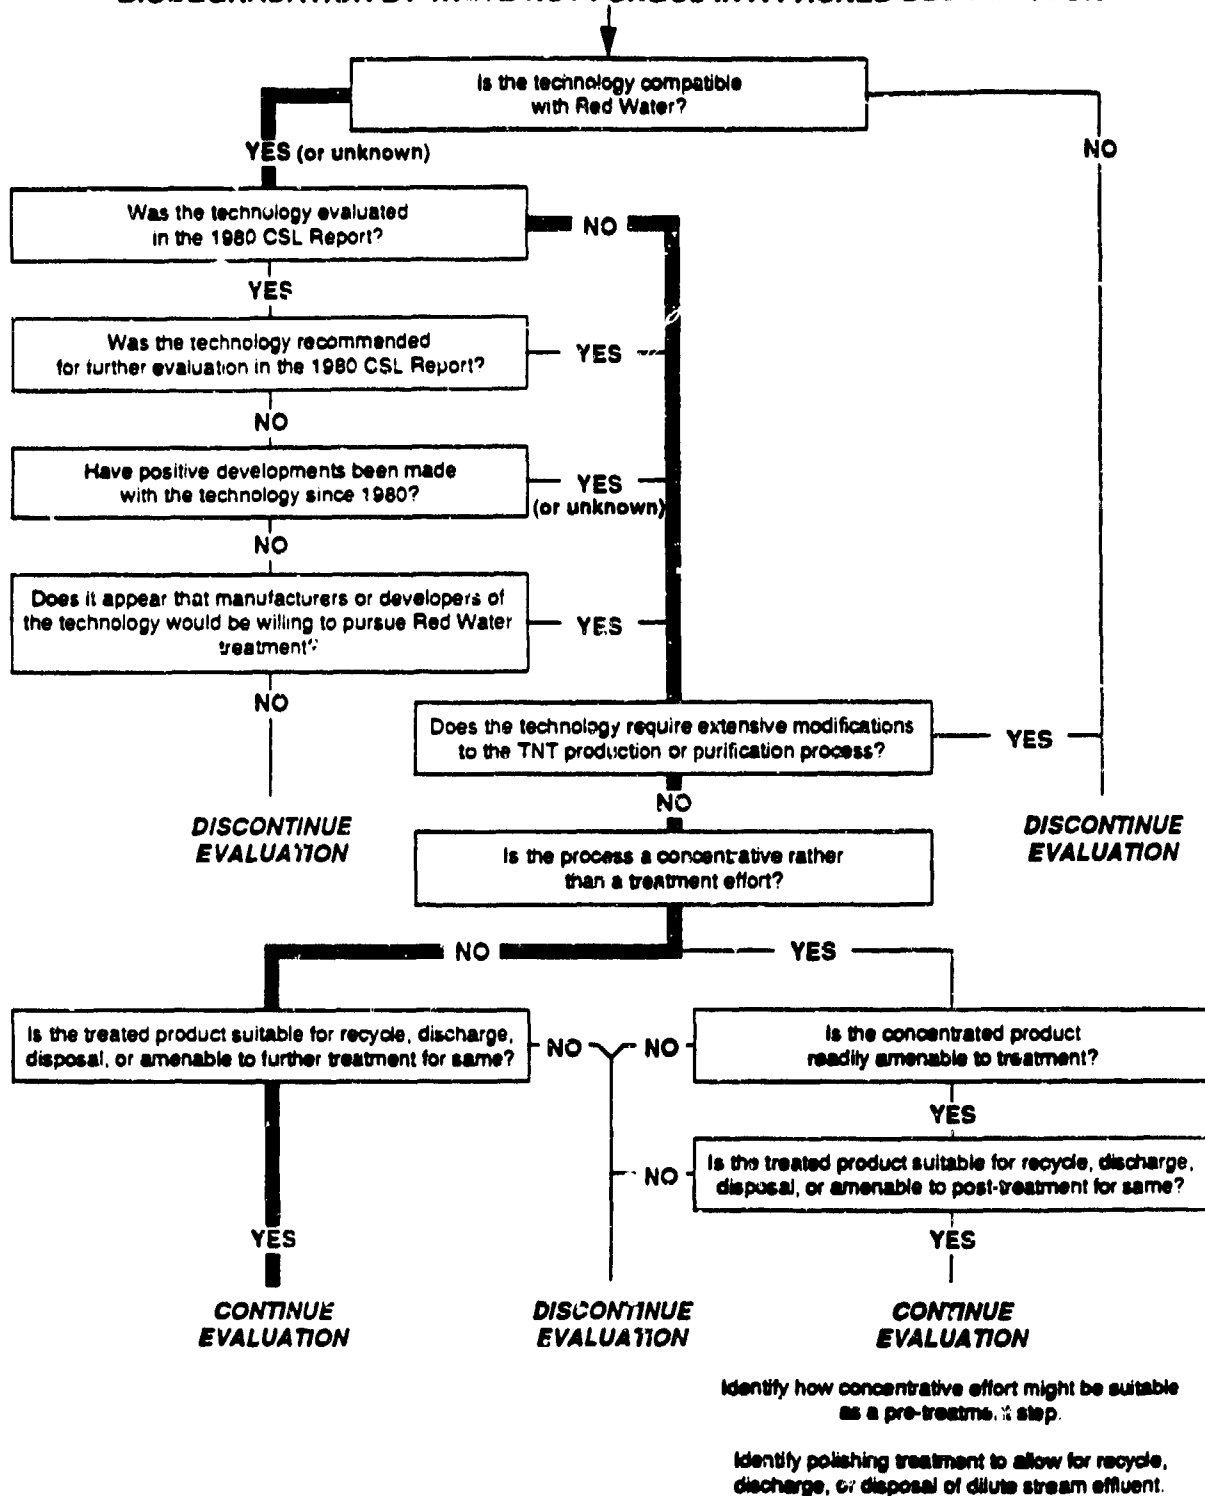 Is the technology compatible
with Red Water?
YES (or unknown)
NO
Was the technology evaluated
in the 1980 CSL Report?
NO
YES
Was the technology recommended
for further evaluation in the 1980 CSL Report?
YES
NO
Have positive developments been made
with the technology since 1980?
YES
(or unknown)
NO
Does it appear that manufacturers or developers of
the technology would be willing to pursue Red Water
treatment?
YES
NO
Does the technology require extensive modifications
to the TNT production or purification process?
YES
NO
DISCONTINUE
EVALUATION
DISCONTINUE
EVALUATION
Is the process a concentrative rather
than a treatment effort?
NO
YES
Is the treated product suitable for recycle, discharge,
disposal, or amenable to further treatment for same?
NO
NO
Is the concentrated product
readily amenable to treatment?
YES
Is the treated product suitable for recycle, discharge,
disposal, or amenable to post-treatment for same?
NO
YES
YES
CONTINUE
EVALUATION
DISCONTINUE
EVALUATION
CONTINUE
EVALUATION
Identify how concentrative effort might be suitable
as a pre-treatment step.
Identify polishing treatment to allow for recycle,
discharge, or disposal of dilute stream effluent.